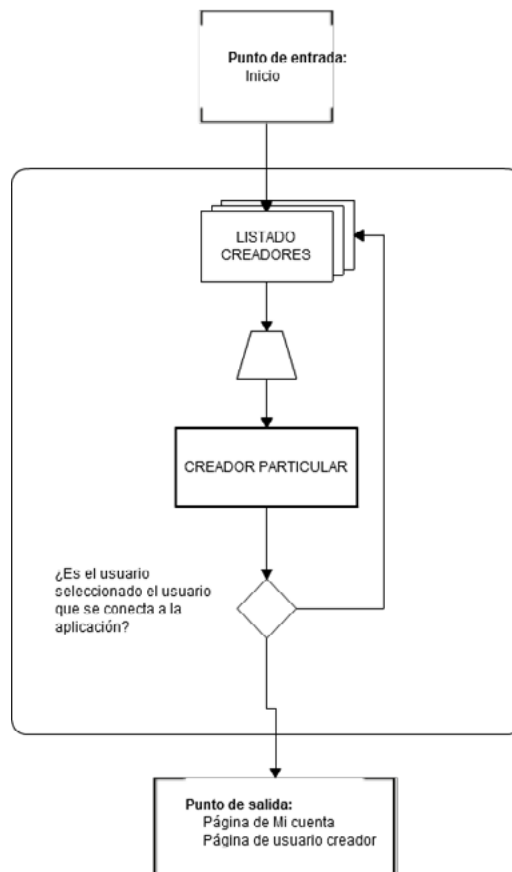 Punto de entrada:
Inicio
LISTADO
CREADORES
CREADOR PARTICULAR
¿Es el usuario
seleccionado el usuario
que se conecta a la
aplicación?
Punto de salida:
Página de Mi cuenta
Página de usuario creador